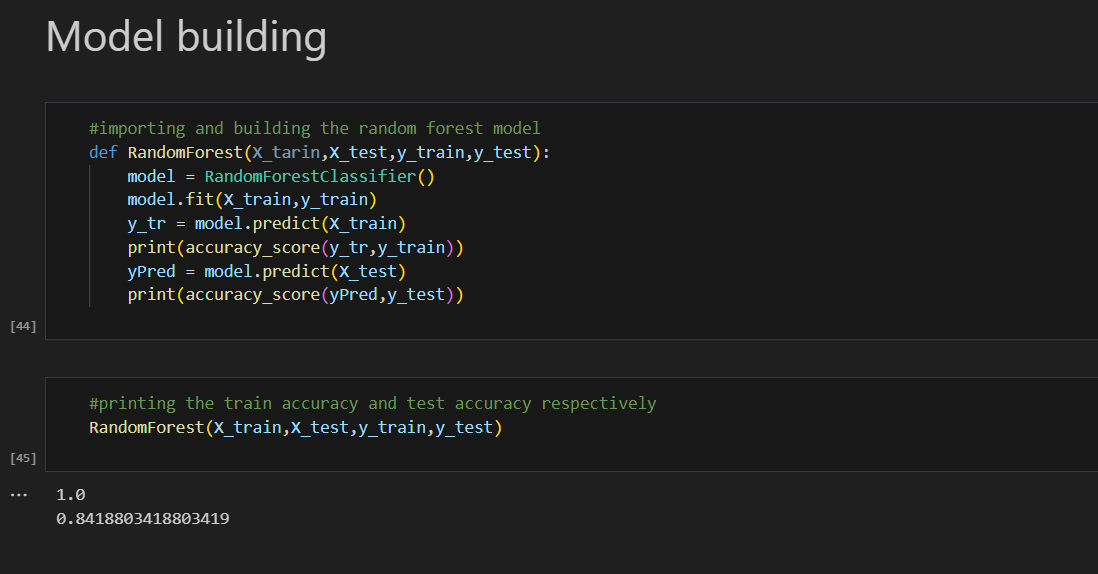 Model building
#importing and building the random forest model
def RandomForest(X_tarin,X_test,y_train,y_test):
model = RandomForestClassifier()
model.fit(X_train,y_train)
y_tr = model.predict(X_train)
print(accuracy_score(y_tr,y_train))
yPred = model.predict(X_test)
print(accuracy_score(yPred,y_test))
[44]
#printing the train accuracy and test accuracy respectively
RandomForest(X_train,X_test,y_train,y_test)
[45]
... 1.0
0.8418803418803419